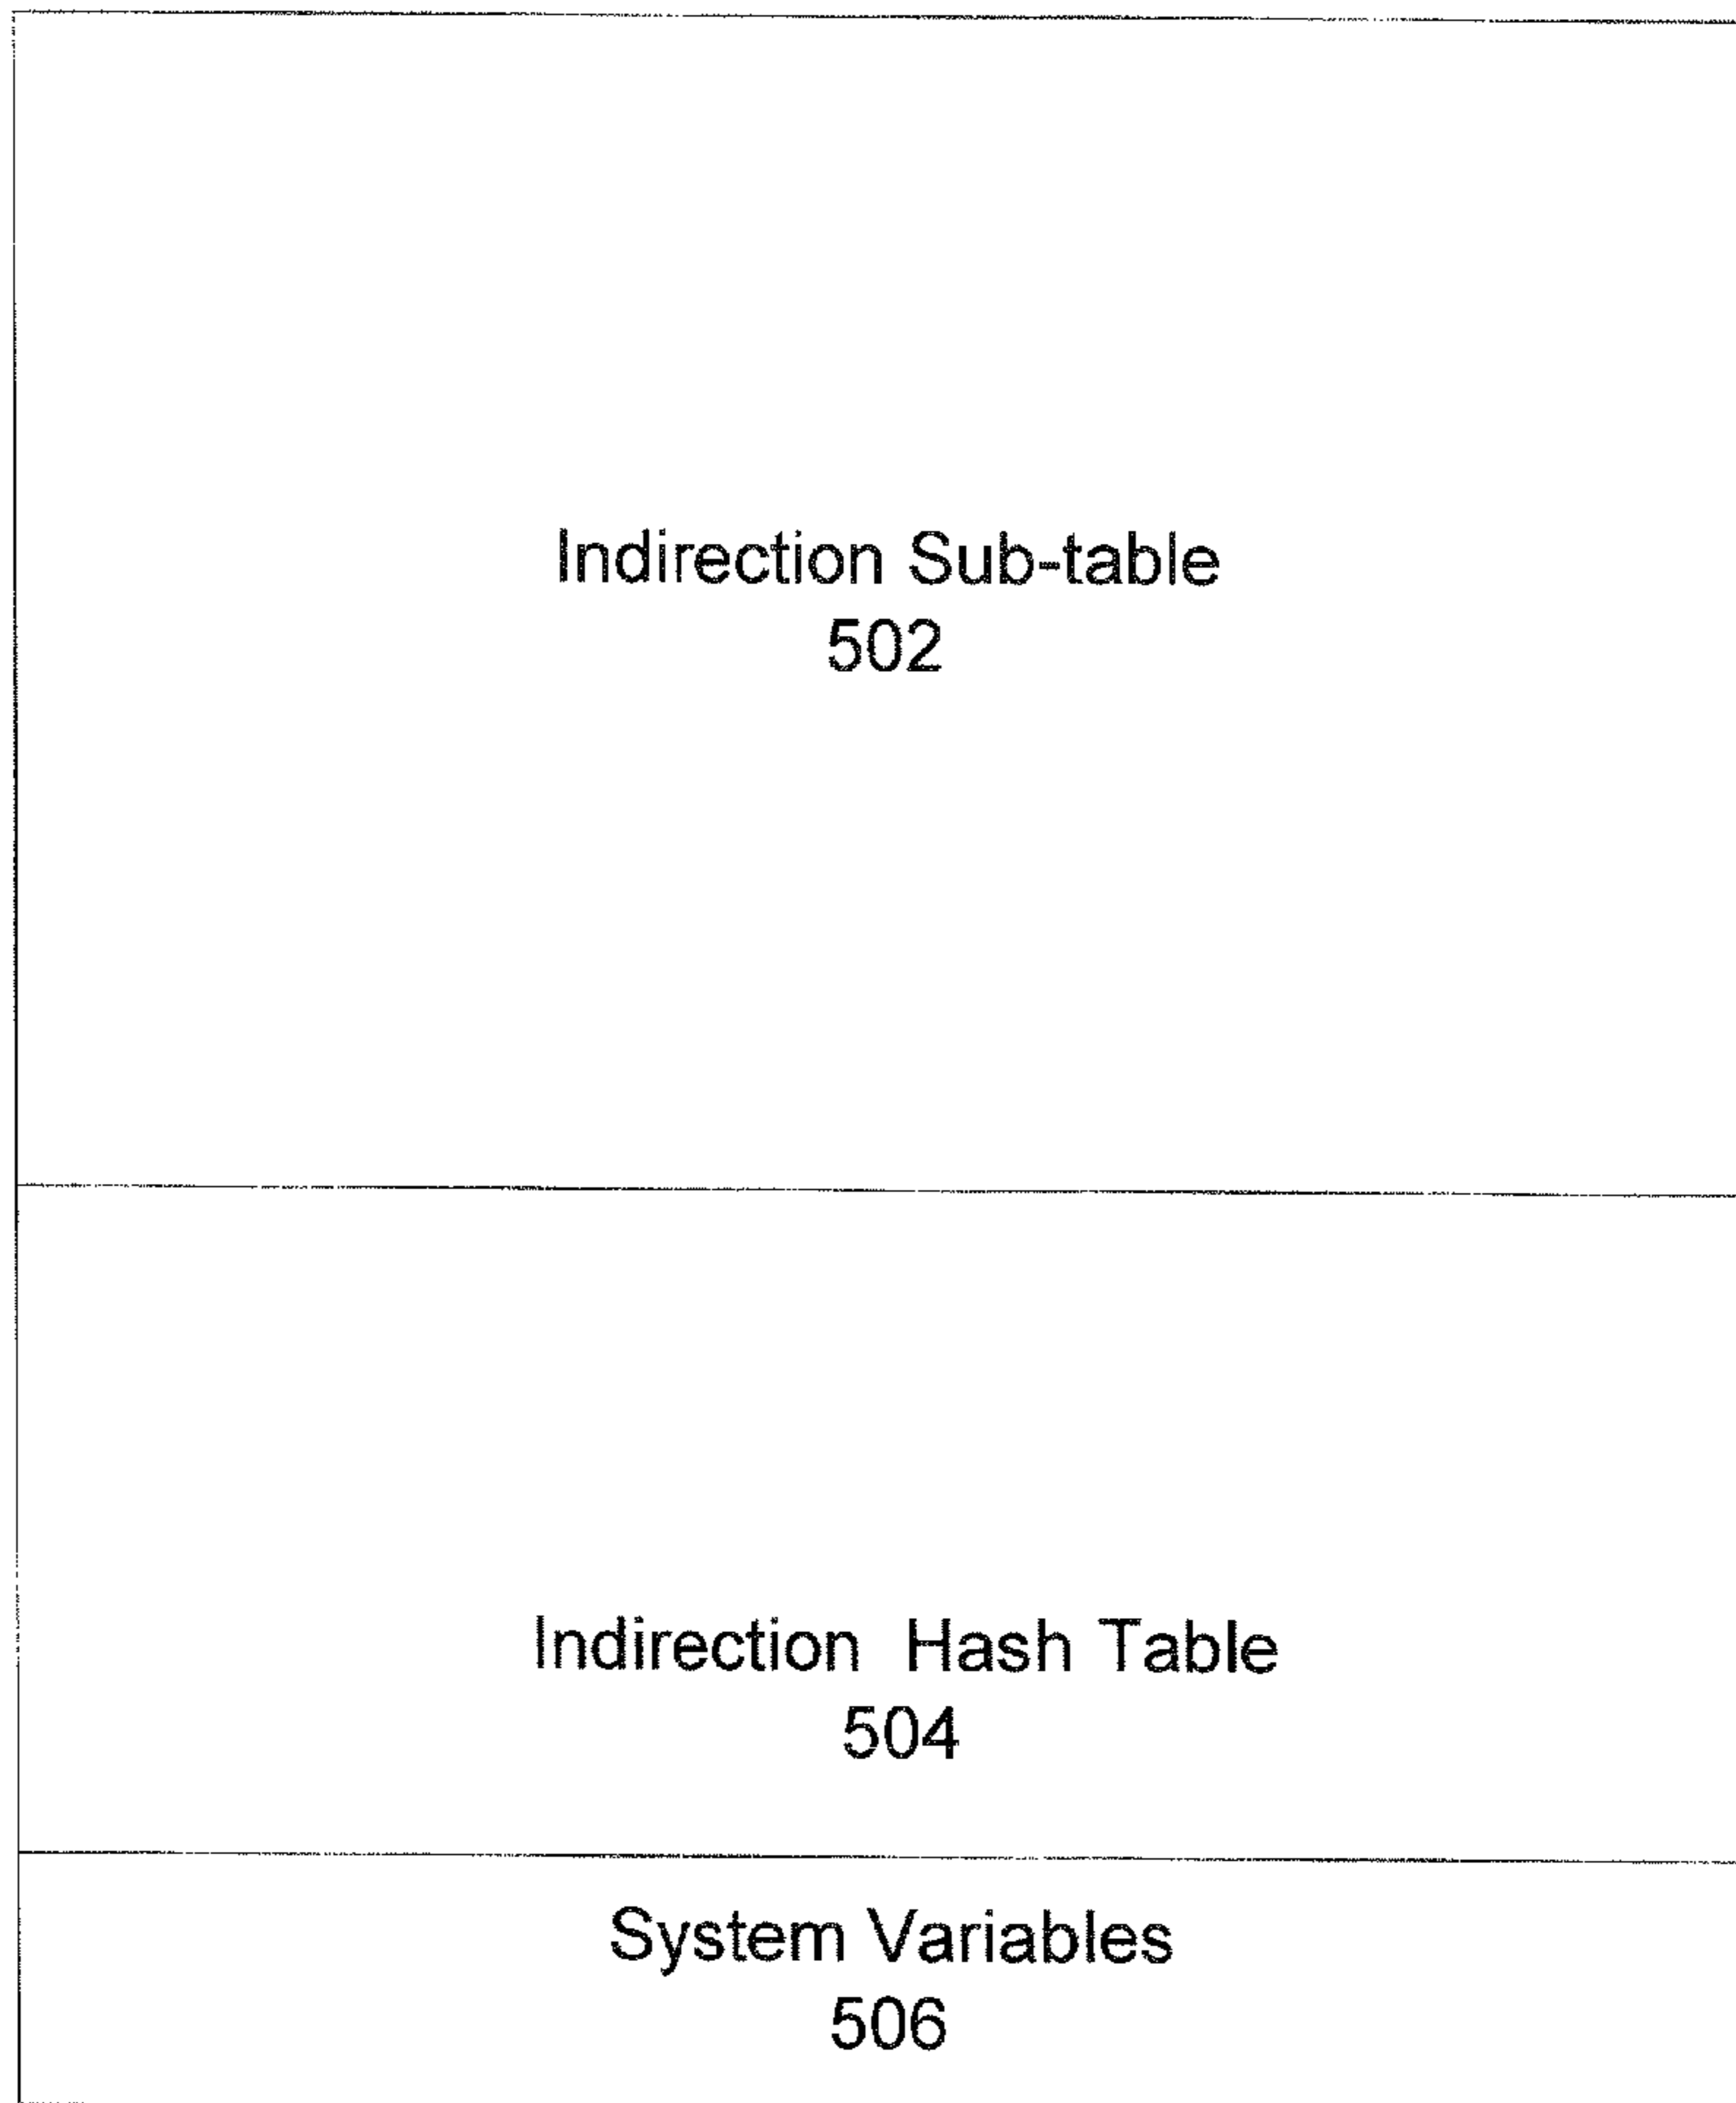 Indirection Sub-table
502
Indirection Hash Table
504
System Variables
506